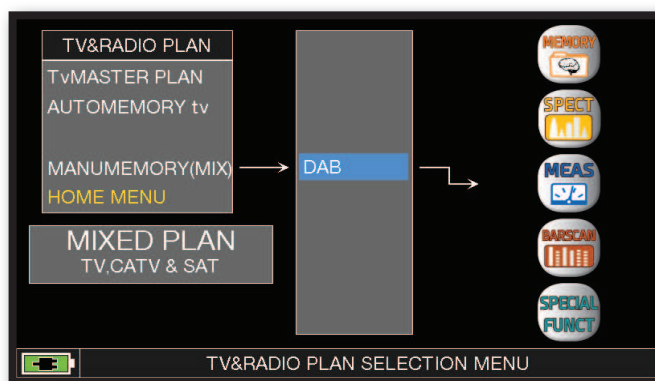 TV&RADIO PLAN
TvMASTER PLAN
AUTOMEMORY tv
MANUMEMORY(MIX)
HOME MENU
MIXED PLAN
TV,CATV & SAT
DAB
MEMORY
SPECT
MEAS
BARSCAN
SPECIAL
FUNCT
TV&RADIO PLAN SELECTION MENU